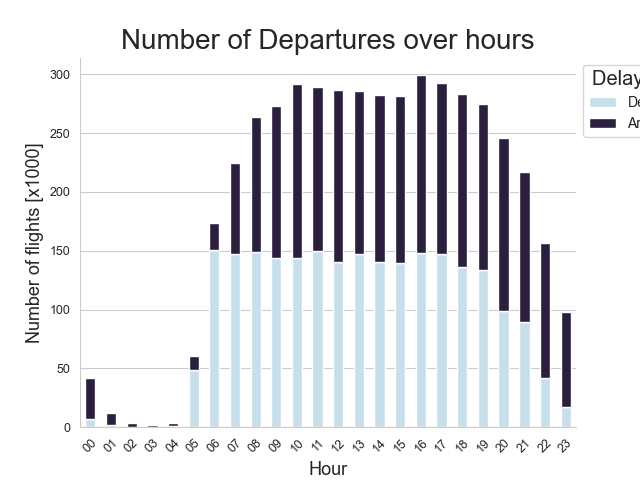 Number of Departures over hours
Number of flights [x1000]
300
250
200
150
100
50
0
00 01 02 03 04 05 06 07 08 09 10 11 12 13 14 15 16 17 18 19 20 21 22 23
Hour
Delay
De
Ar